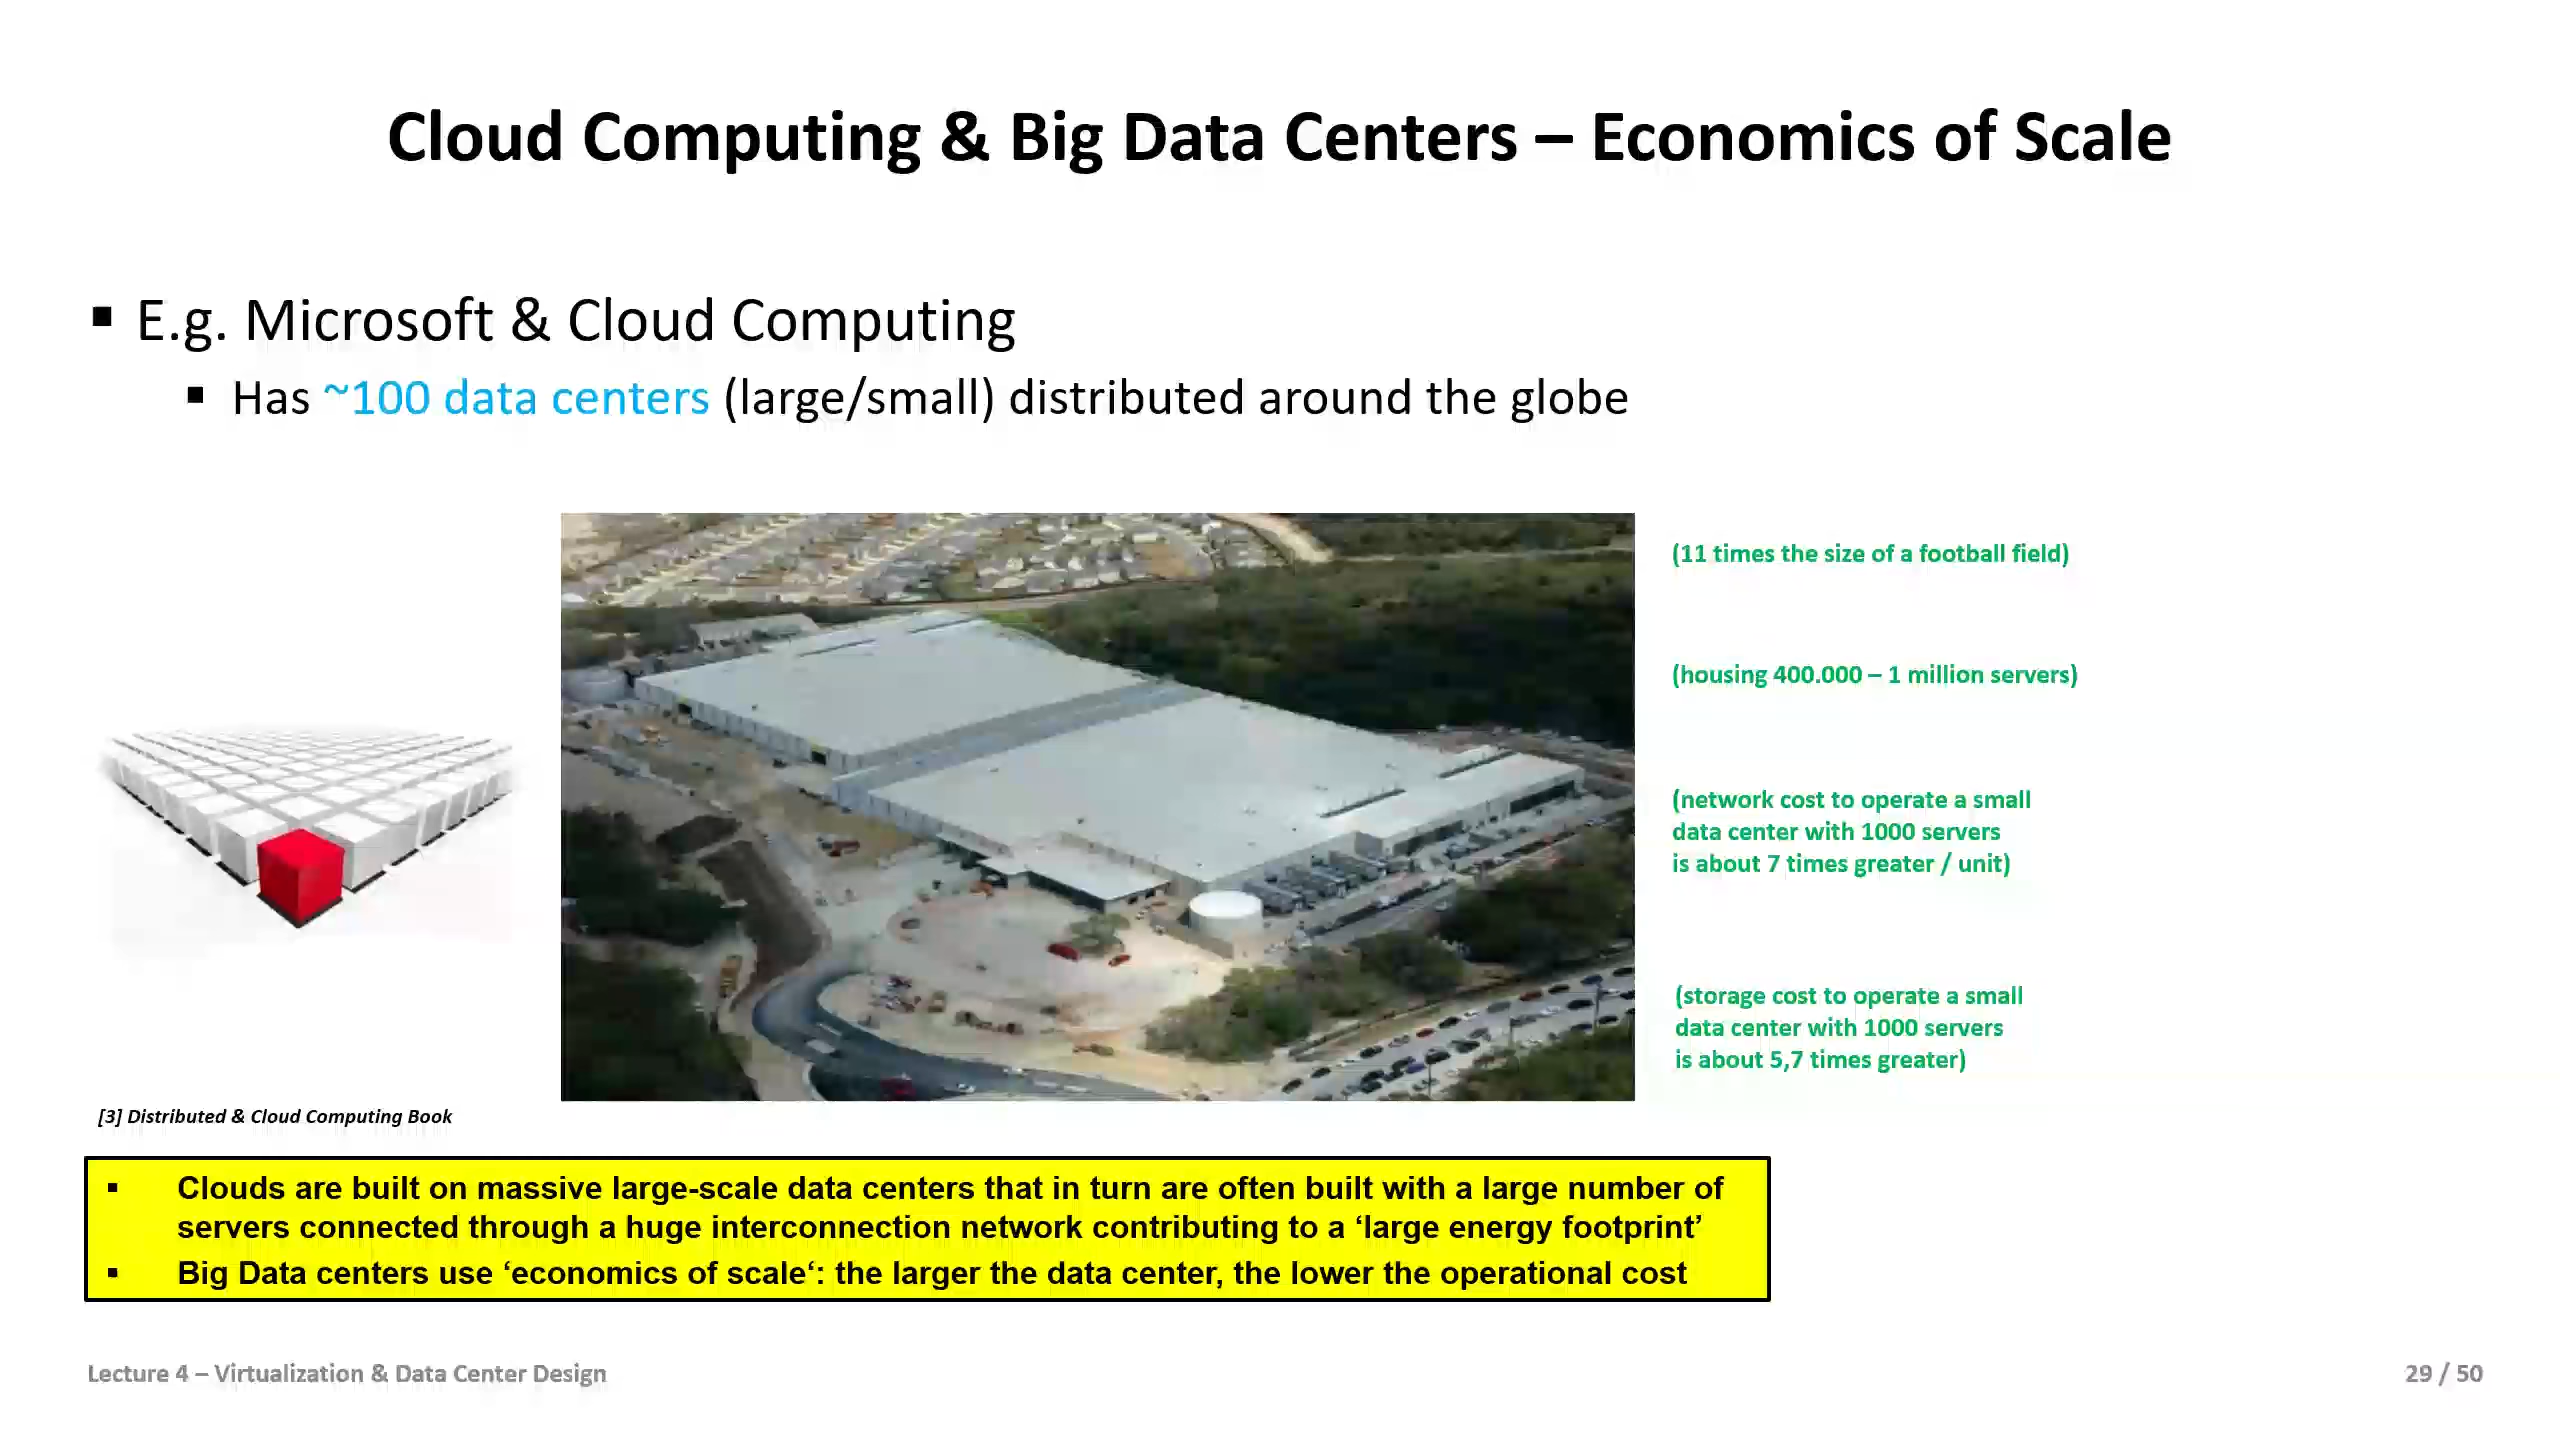 Cloud Computing & Big Data Centers – Economics of Scale
▪ E.g. Microsoft & Cloud Computing
▪ Has ~100 data centers (large/small) distributed around the globe
(11 times the size of a football field)
(housing 400.000 – 1 million servers)
(network cost to operate a small
data center with 1000 servers
is about 7 times greater / unit)
(storage cost to operate a small
data center with 1000 servers
is about 5,7 times greater)
[3] Distributed & Cloud Computing Book
▪ Clouds are built on massive large-scale data centers that in turn are often built with a large number of
servers connected through a huge interconnection network contributing to a ‘large energy footprint’
▪ Big Data centers use ‘economics of scale‘: the larger the data center, the lower the operational cost
Lecture 4 – Virtualization & Data Center Design
29 / 50